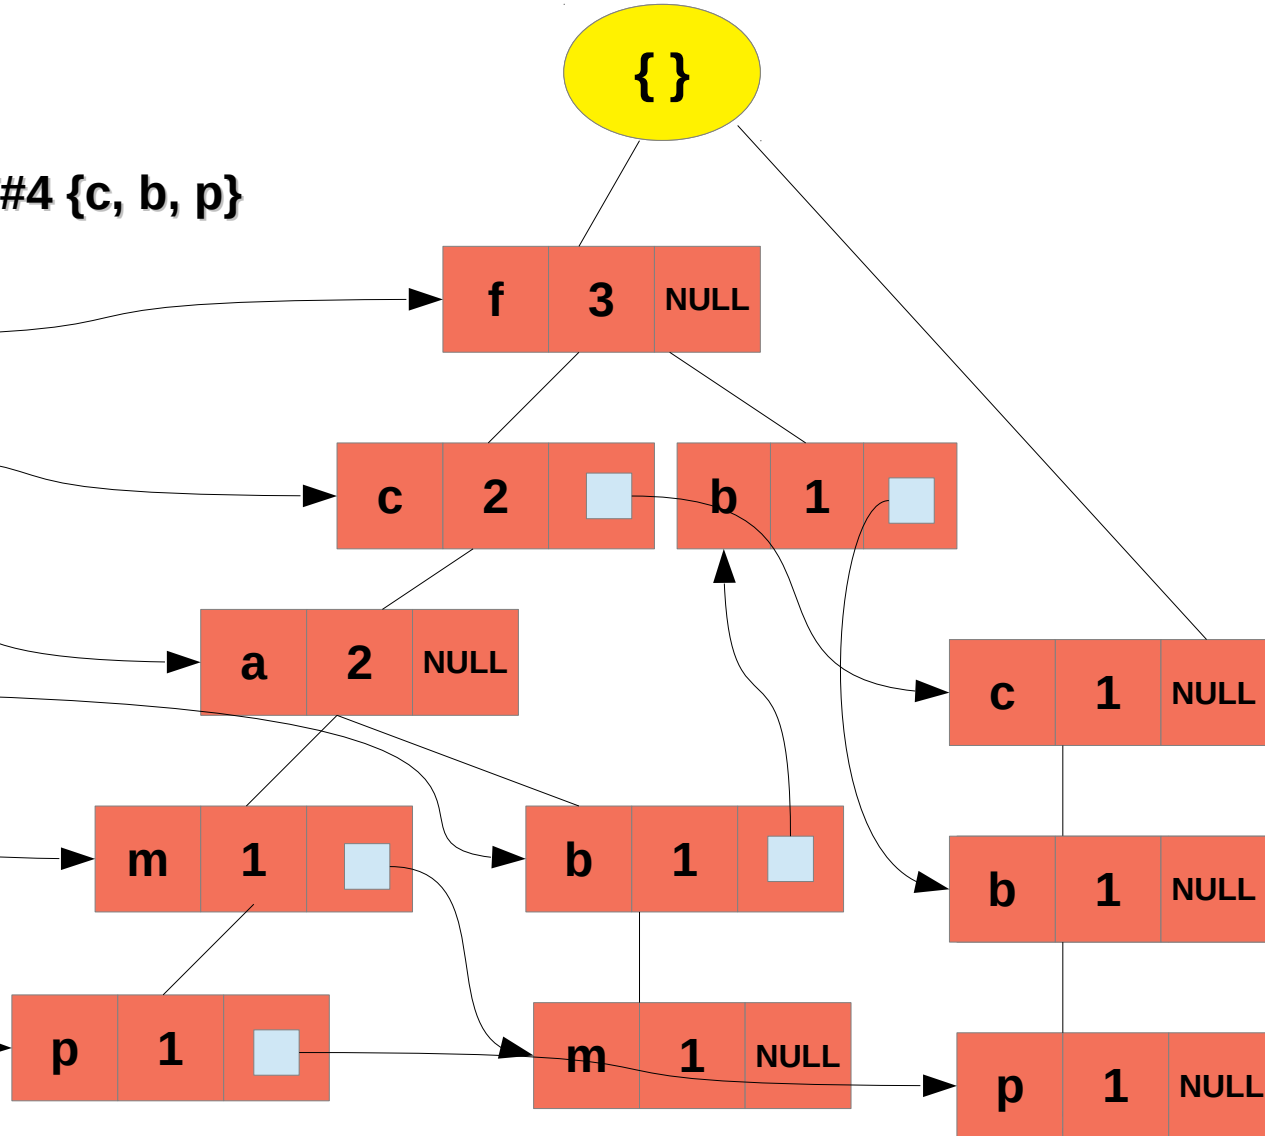 { }
#4 {c, b, p}
f 3 NULL
c 2
b 1
a 2 NULL
c 1 NULL
m 1
b 1
b 1 NULL
p 1
m 1 NULL
p 1 NULL